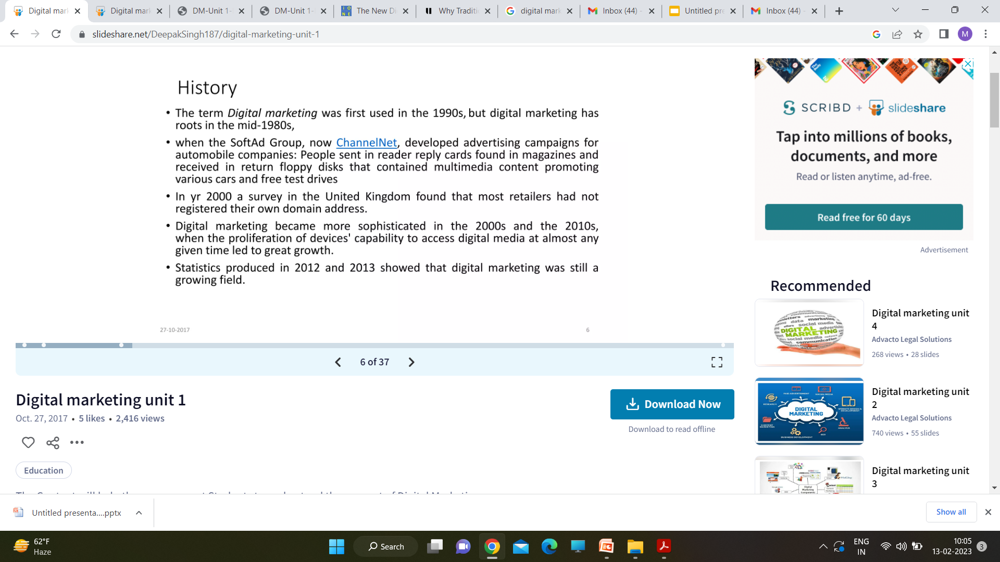 Digital mark
Digital mark
DM-Unit 1-
DM-Unit 1-
The New Di
Why Traditi
digital mark
Inbox (44) -
Untitled pre
Inbox (44) -
slideshare.net/DeepakSingh187/digital-marketing-unit-1
M
History
• The term Digital marketing was first used in the 1990s, but digital marketing has
roots in the mid-1980s,
• when the SoftAd Group, now ChannelNet, developed advertising campaigns for
automobile companies: People sent in reader reply cards found in magazines and
received in return floppy disks that contained multimedia content promoting
various cars and free test drives
• In yr 2000 a survey in the United Kingdom found that most retailers had not
registered their own domain address.
• Digital marketing became more sophisticated in the 2000s and the 2010s,
when the proliferation of devices' capability to access digital media at almost any
given time led to great growth.
• Statistics produced in 2012 and 2013 showed that digital marketing was still a
growing field.
27-10-2017
6
6 of 37
Digital marketing unit 1
Oct. 27, 2017 • 5 likes • 2,416 views
Download Now
Download to read offline
Education
SCRIBD + slideshare
Tap into millions of books,
documents, and more
Read or listen anytime, ad-free.
Read free for 60 days
Advertisement
Recommended
DIGITAL
MARKETING
Digital marketing unit
4
Advacto Legal Solutions
268 views • 28 slides
DIGITAL
MARKETING
Digital marketing unit
2
Advacto Legal Solutions
740 views • 55 slides
Digital marketing unit
3
Untitled presenta....pptx
Show all
62°F
Haze
Search
ENG
IN
10:05
13-02-2023
3